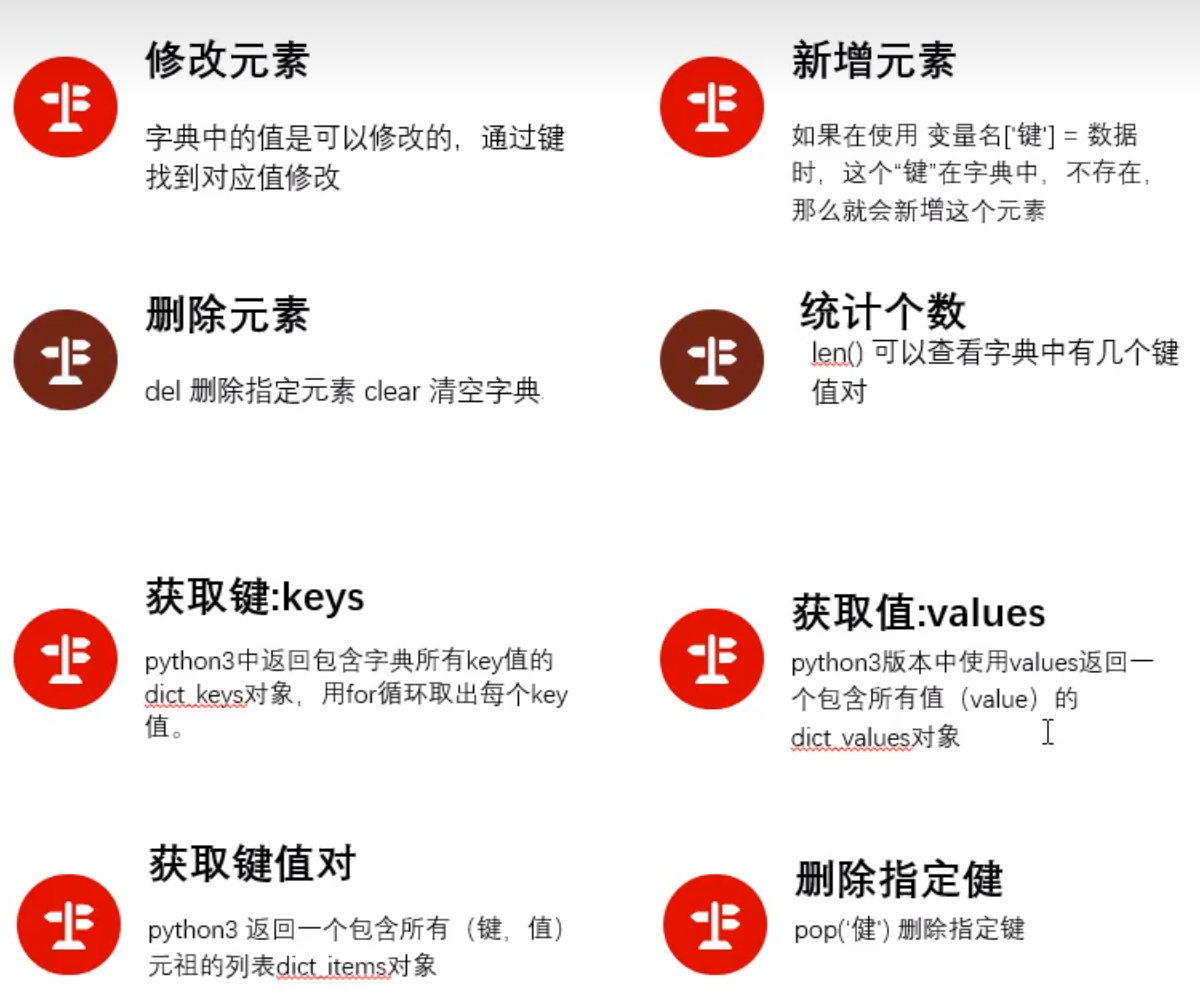 修改元素
字典中的值是可以修改的，通过键
找到对应值修改
新增元素
如果在使用 变量名['键'] = 数据
时，这个“键”在字典中，不存在，
那么就会新增这个元素
删除元素
del 删除指定元素 clear 清空字典
统计个数
len() 可以查看字典中有几个键
值对
获取键:keys
python3中返回包含字典所有key值的
dict_keys对象，用for循环取出每个key
值。
获取值:values
python3版本中使用values返回一
个包含所有值（value）的
dict_values对象
获取键值对
python3 返回一个包含所有（键，值）
元祖的列表dict_items对象
删除指定健
pop('健') 删除指定键